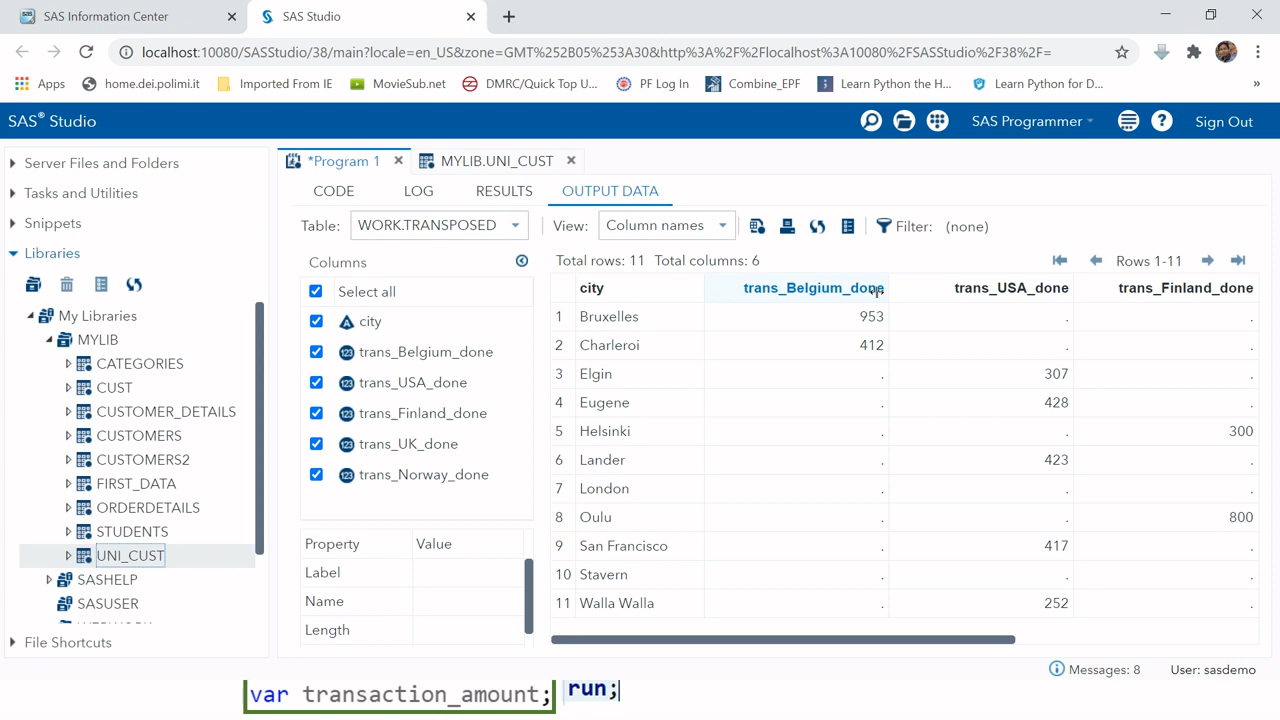 SAS Information Center
SAS Studio
localhost:10080/SASStudio/38/main?locale=en_US&zone=GMT%252B05%253A30&http%3A%2F%2Flocalhost%3A10080%2FSASStudio%2F38%2F=
Apps home.dei.polimi.it Imported From IE MovieSub.net DMRC/Quick Top U... PF Log In Combine_EPF Learn Python the H... Learn Python for D... »
SAS® Studio
SAS Programmer
Sign Out
Server Files and Folders
Tasks and Utilities
Snippets
Libraries
My Libraries
MYLIB
CATEGORIES
CUST
CUSTOMER_DETAILS
CUSTOMERS
CUSTOMERS2
FIRST_DATA
ORDERDETAILS
STUDENTS
UNI_CUST
SASHELP
SASUSER
File Shortcuts
*Program 1 MYLIB.UNI_CUST
CODE LOG RESULTS OUTPUT DATA
Table: WORK.TRANSPOSED View: Column names Filter: (none)
Columns
Select all
city
trans_Belgium_done
trans_USA_done
trans_Finland_done
trans_UK_done
trans_Norway_done
Property Value
Label
Name
Length
Total rows: 11 Total columns: 6 Rows 1-11
city trans_Belgium_done trans_USA_done trans_Finland_done
1 Bruxelles 953 . .
2 Charleroi 412 . .
3 Elgin . 307 .
4 Eugene . 428 .
5 Helsinki . . 300
6 Lander . 423 .
7 London . . .
8 Oulu . . 800
9 San Francisco . 417 .
10 Stavern . . .
11 Walla Walla . 252 .
Messages: 8 User: sasdemo
var transaction_amount; run;